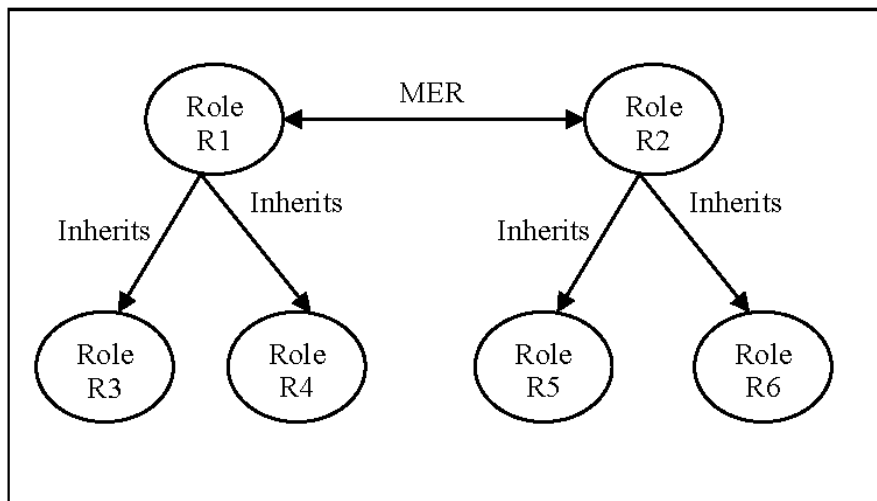 MER
Role
R1
Role
R2
Inherits
Inherits
Inherits
Inherits
Role
R3
Role
R4
Role
R5
Role
R6